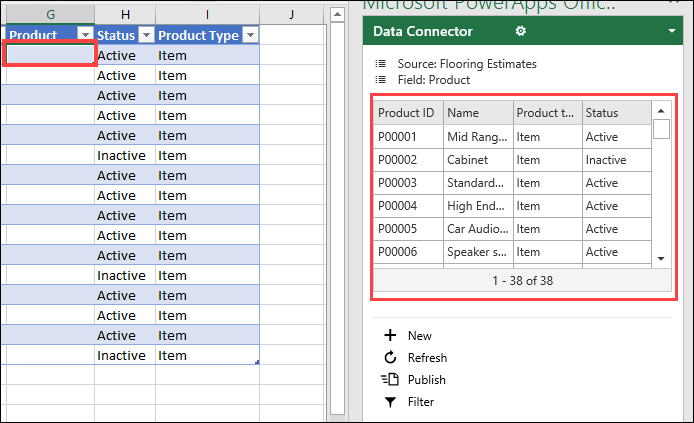 G H I J
Product Status Product Type
Active Item
Active Item
Active Item
Active Item
Active Item
Inactive Item
Active Item
Active Item
Active Item
Active Item
Active Item
Inactive Item
Active Item
Active Item
Active Item
Inactive Item
Microsoft PowerApps Offic..
Data Connector
Source: Flooring Estimates
Field: Product
Product ID Name Product t... Status
P00001 Mid Rang... Item Active
P00002 Cabinet Item Inactive
P00003 Standard... Item Active
P00004 High End... Item Active
P00005 Car Audio... Item Active
P00006 Speaker s... Item Active
1 - 38 of 38
New
Refresh
Publish
Filter